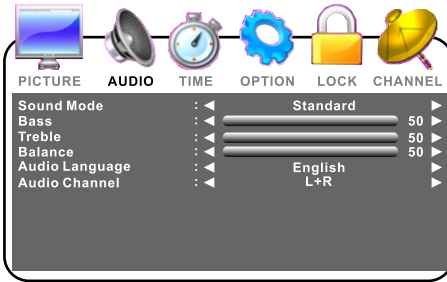 PICTURE AUDIO TIME OPTION LOCK CHANNEL
Sound Mode : Standard
Bass : 50
Treble : 50
Balance : 50
Audio Language : English
Audio Channel : L+R